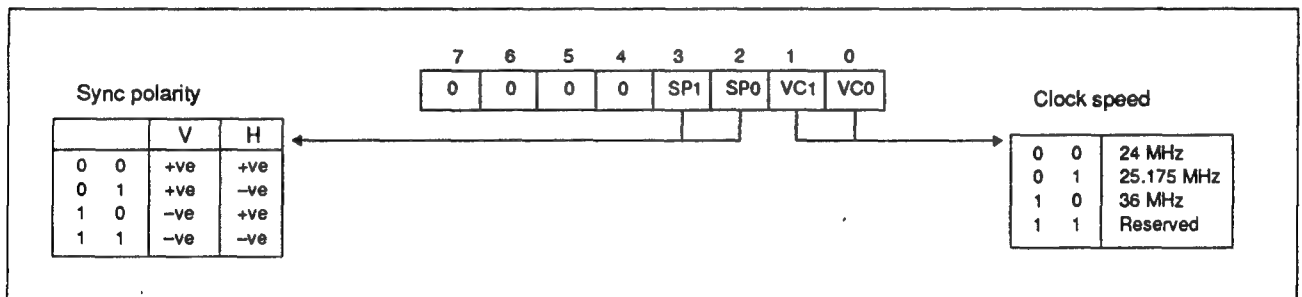 7 6 5 4 3 2 1 0
0 0 0 0 SP1 SP0 VC1 VC0
Sync polarity
V H
0 0 +ve +ve
0 1 +ve –ve
1 0 –ve +ve
1 1 –ve –ve
Clock speed
0 0 24 MHz
0 1 25.175 MHz
1 0 36 MHz
1 1 Reserved